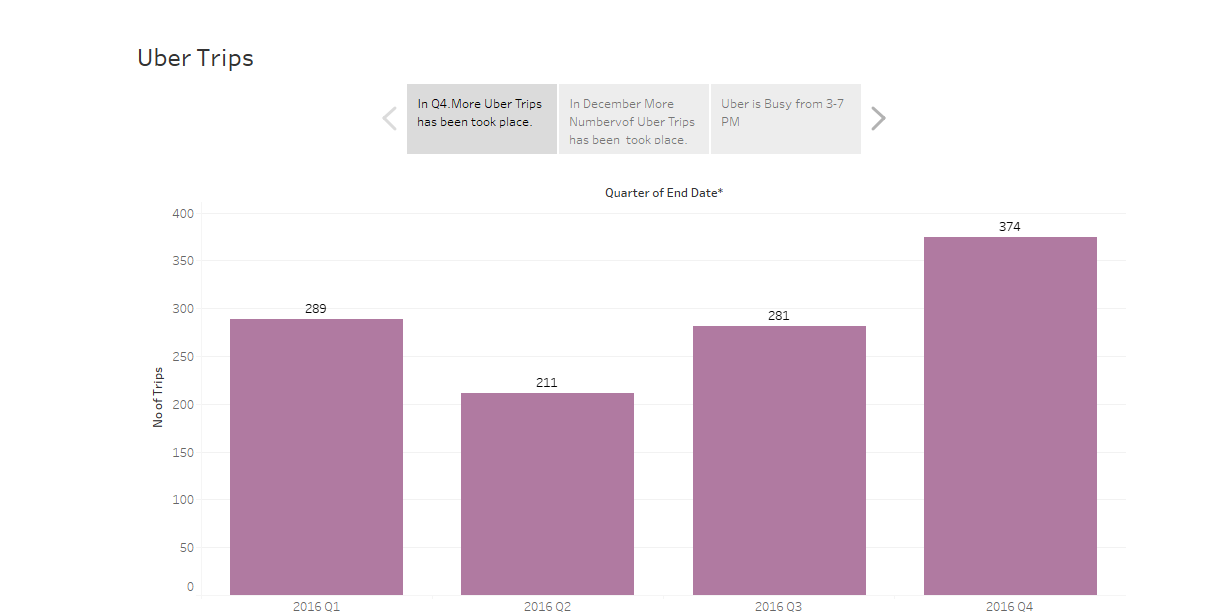 Uber Trips
In Q4.More Uber Trips
has been took place.
In December More
Numbervof Uber Trips
has been  took place.
Uber is Busy from 3-7
PM
Quarter of End Date*
No of Trips
400
350
300
250
200
150
100
50
0
289
211
281
374
2016 Q1
2016 Q2
2016 Q3
2016 Q4